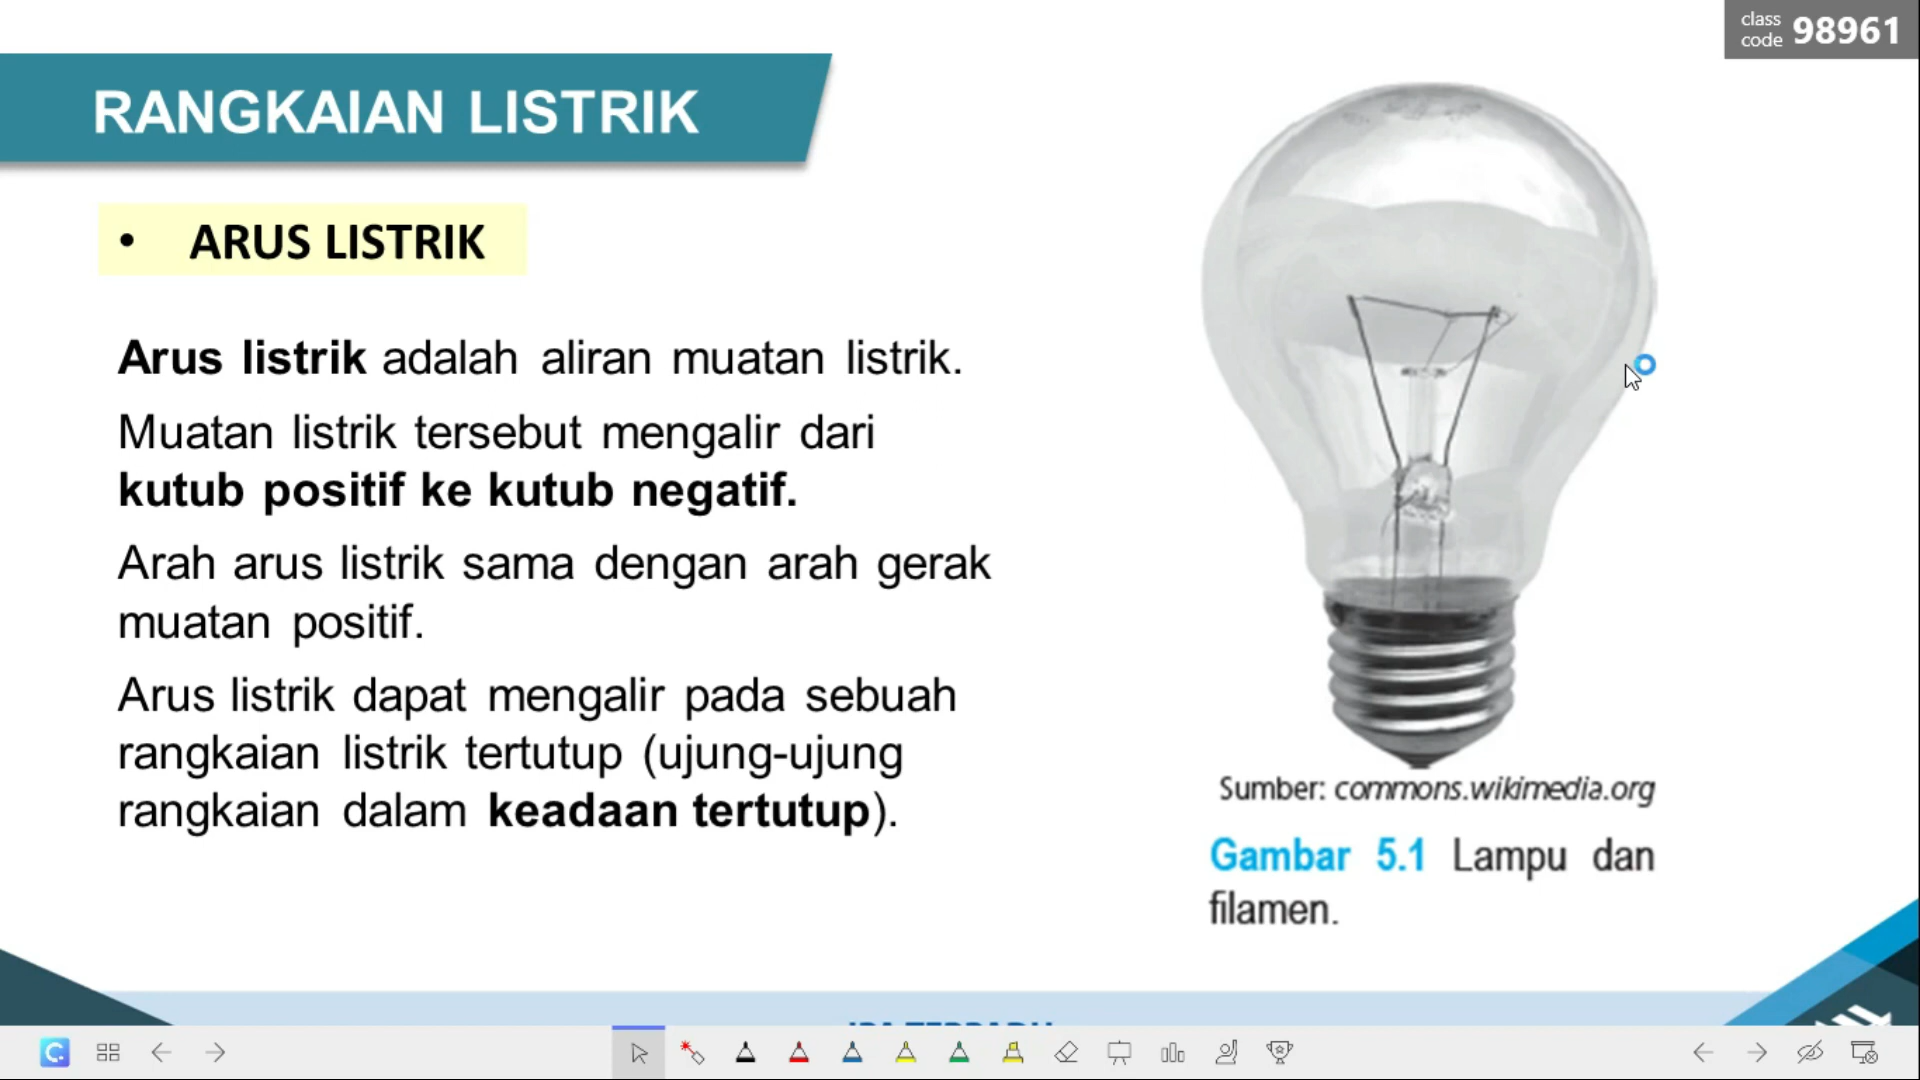 class
code 98961
RANGKAIAN LISTRIK
• ARUS LISTRIK
Arus listrik adalah aliran muatan listrik.
Muatan listrik tersebut mengalir dari
kutub positif ke kutub negatif.
Arah arus listrik sama dengan arah gerak
muatan positif.
Arus listrik dapat mengalir pada sebuah
rangkaian listrik tertutup (ujung-ujung
rangkaian dalam keadaan tertutup).
Sumber: commons.wikimedia.org
Gambar 5.1 Lampu dan
filamen.